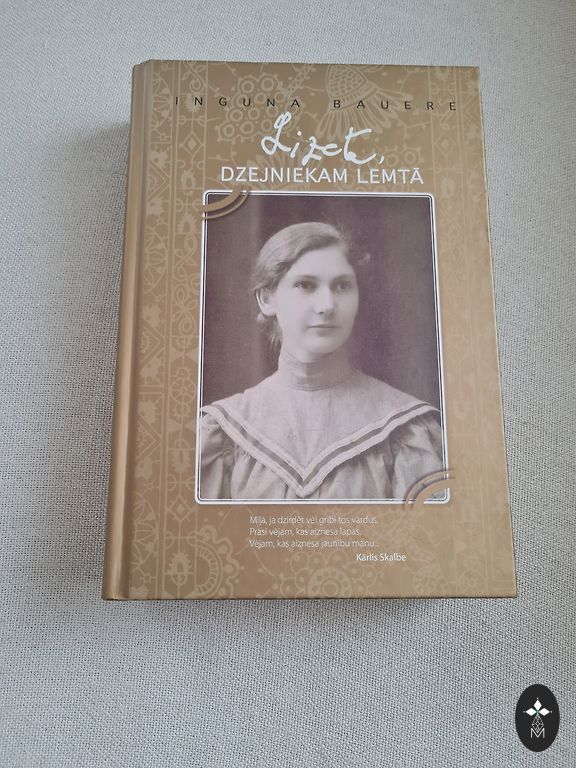 INGUNA BAUERE
Lizete,
DZEJNIEKAM LEMTĀ
Mīļā, ja dzirdēt vēl gribi tos vārdus,
Prasi vējam, kas aiznesa lapas,
Vējam, kas aiznesa jaunību manu...
Kārlis Skalbe
M